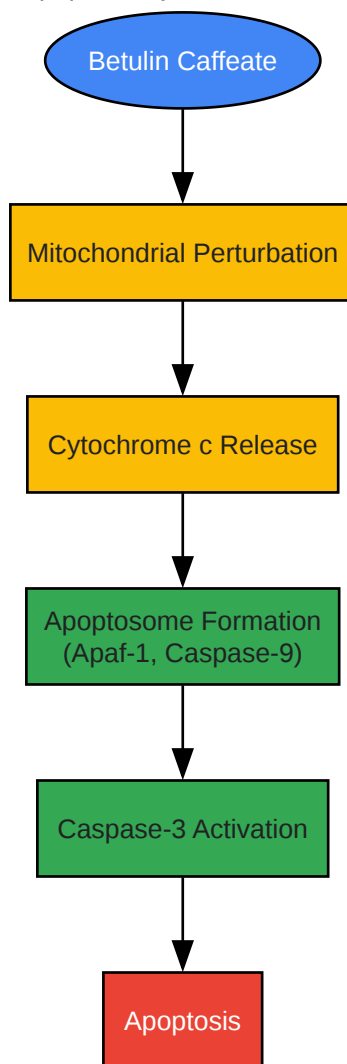 Betulin Caffeate
Mitochondrial Perturbation
Cytochrome c Release
Apoptosome Formation
(Apaf-1, Caspase-9)
Caspase-3 Activation
Apoptosis